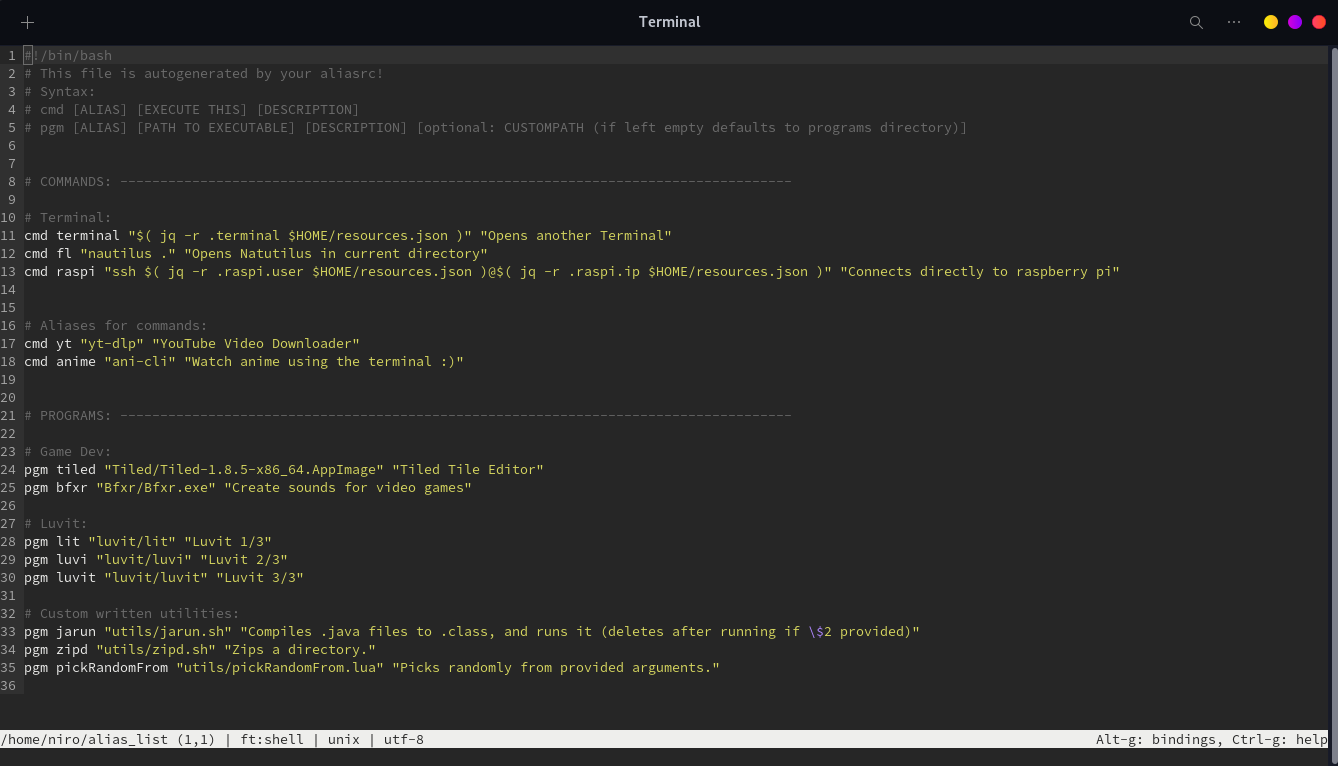 Terminal
1 #!/bin/bash
2 # This file is autogenerated by your aliasrc!
3 # Syntax:
4 # cmd [ALIAS] [EXECUTE THIS] [DESCRIPTION]
5 # pgm [ALIAS] [PATH TO EXECUTABLE] [DESCRIPTION] [optional: CUSTOMPATH (if left empty defaults to programs directory)]
6
7
8 # COMMANDS: ------------------------------------------------------------------------------------
9
10 # Terminal:
11 cmd terminal "$( jq -r .terminal $HOME/resources.json )" "Opens another Terminal"
12 cmd fl "nautilus ." "Opens Natutilus in current directory"
13 cmd raspi "ssh $( jq -r .raspi.user $HOME/resources.json )@$( jq -r .raspi.ip $HOME/resources.json )" "Connects directly to raspberry pi"
14
15
16 # Aliases for commands:
17 cmd yt "yt-dlp" "YouTube Video Downloader"
18 cmd anime "ani-cli" "Watch anime using the terminal :)"
19
20
21 # PROGRAMS: ------------------------------------------------------------------------------------
22
23 # Game Dev:
24 pgm tiled "Tiled/Tiled-1.8.5-x86_64.AppImage" "Tiled Tile Editor"
25 pgm bfxr "Bfxr/Bfxr.exe" "Create sounds for video games"
26
27 # Luvit:
28 pgm lit "luvit/lit" "Luvit 1/3"
29 pgm luvi "luvit/luvi" "Luvit 2/3"
30 pgm luvit "luvit/luvit" "Luvit 3/3"
31
32 # Custom written utilities:
33 pgm jarun "utils/jarun.sh" "Compiles .java files to .class, and runs it (deletes after running if \$2 provided)"
34 pgm zipd "utils/zipd.sh" "Zips a directory."
35 pgm pickRandomFrom "utils/pickRandomFrom.lua" "Picks randomly from provided arguments."
36
/home/niro/alias_list (1,1) | ft:shell | unix | utf-8 Alt-g: bindings, Ctrl-g: help